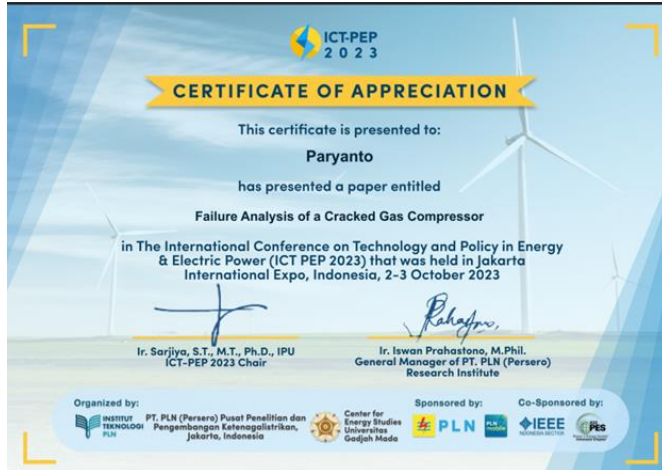 ICT-PEP
2023
CERTIFICATE OF APPRECIATION
This certificate is presented to:
Paryanto
has presented a paper entitled
Failure Analysis of a Cracked Gas Compressor
in The International Conference on Technology and Policy in Energy
& Electric Power (ICT PEP 2023) that was held in Jakarta
International Expo, Indonesia, 2-3 October 2023
Ir. Sarjiya, S.T., M.T., Ph.D., IPU
ICT-PEP 2023 Chair
Ir. Iswan Prahastono, M.Phil.
General Manager of PT. PLN (Persero)
Research Institute
Organized by:
INSTITUT
TEKNOLOGI
PLN
PT. PLN (Persero) Pusat Penelitian dan
Pengembangan Ketenagalistrikan,
Jakarta, Indonesia
Center for
Energy Studies
Universitas
Gadjah Mada
Sponsored by:
PLN
PLN
Co-Sponsored by:
IEEE
INDONESIA SECTION
PES